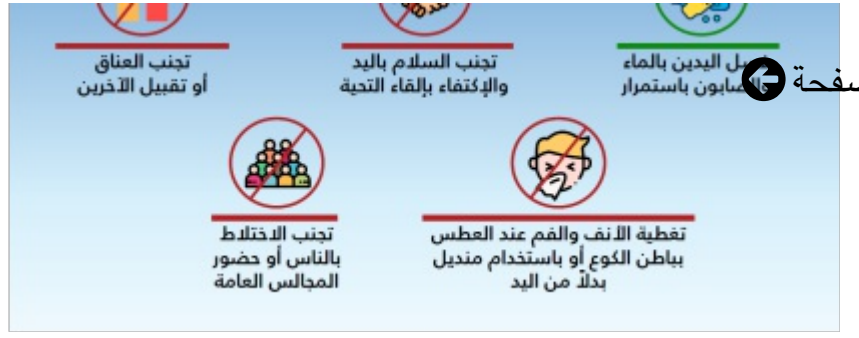 غسل اليدين بالماء
والصابون باستمرار
تجنب السلام باليد
والإكتفاء بإلقاء التحية
تجنب العناق
أو تقبيل الآخرين
تغطية الأنف والفم عند العطس
بباطن الكوع أو باستخدام منديل
بدلاً من اليد
تجنب الاختلاط
بالناس أو حضور
المجالس العامة